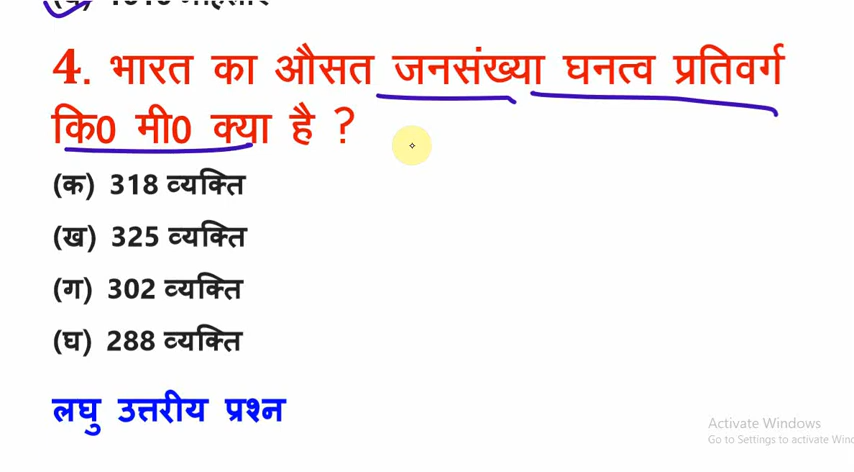 4. भारत का औसत जनसंख्या घनत्व प्रतिवर्ग
कि0 मी0 क्या है ?
(क) 318 व्यक्ति
(ख) 325 व्यक्ति
(ग) 302 व्यक्ति
(घ) 288 व्यक्ति
लघु उत्तरीय प्रश्न
Activate Windows
Go to Settings to activate Wind